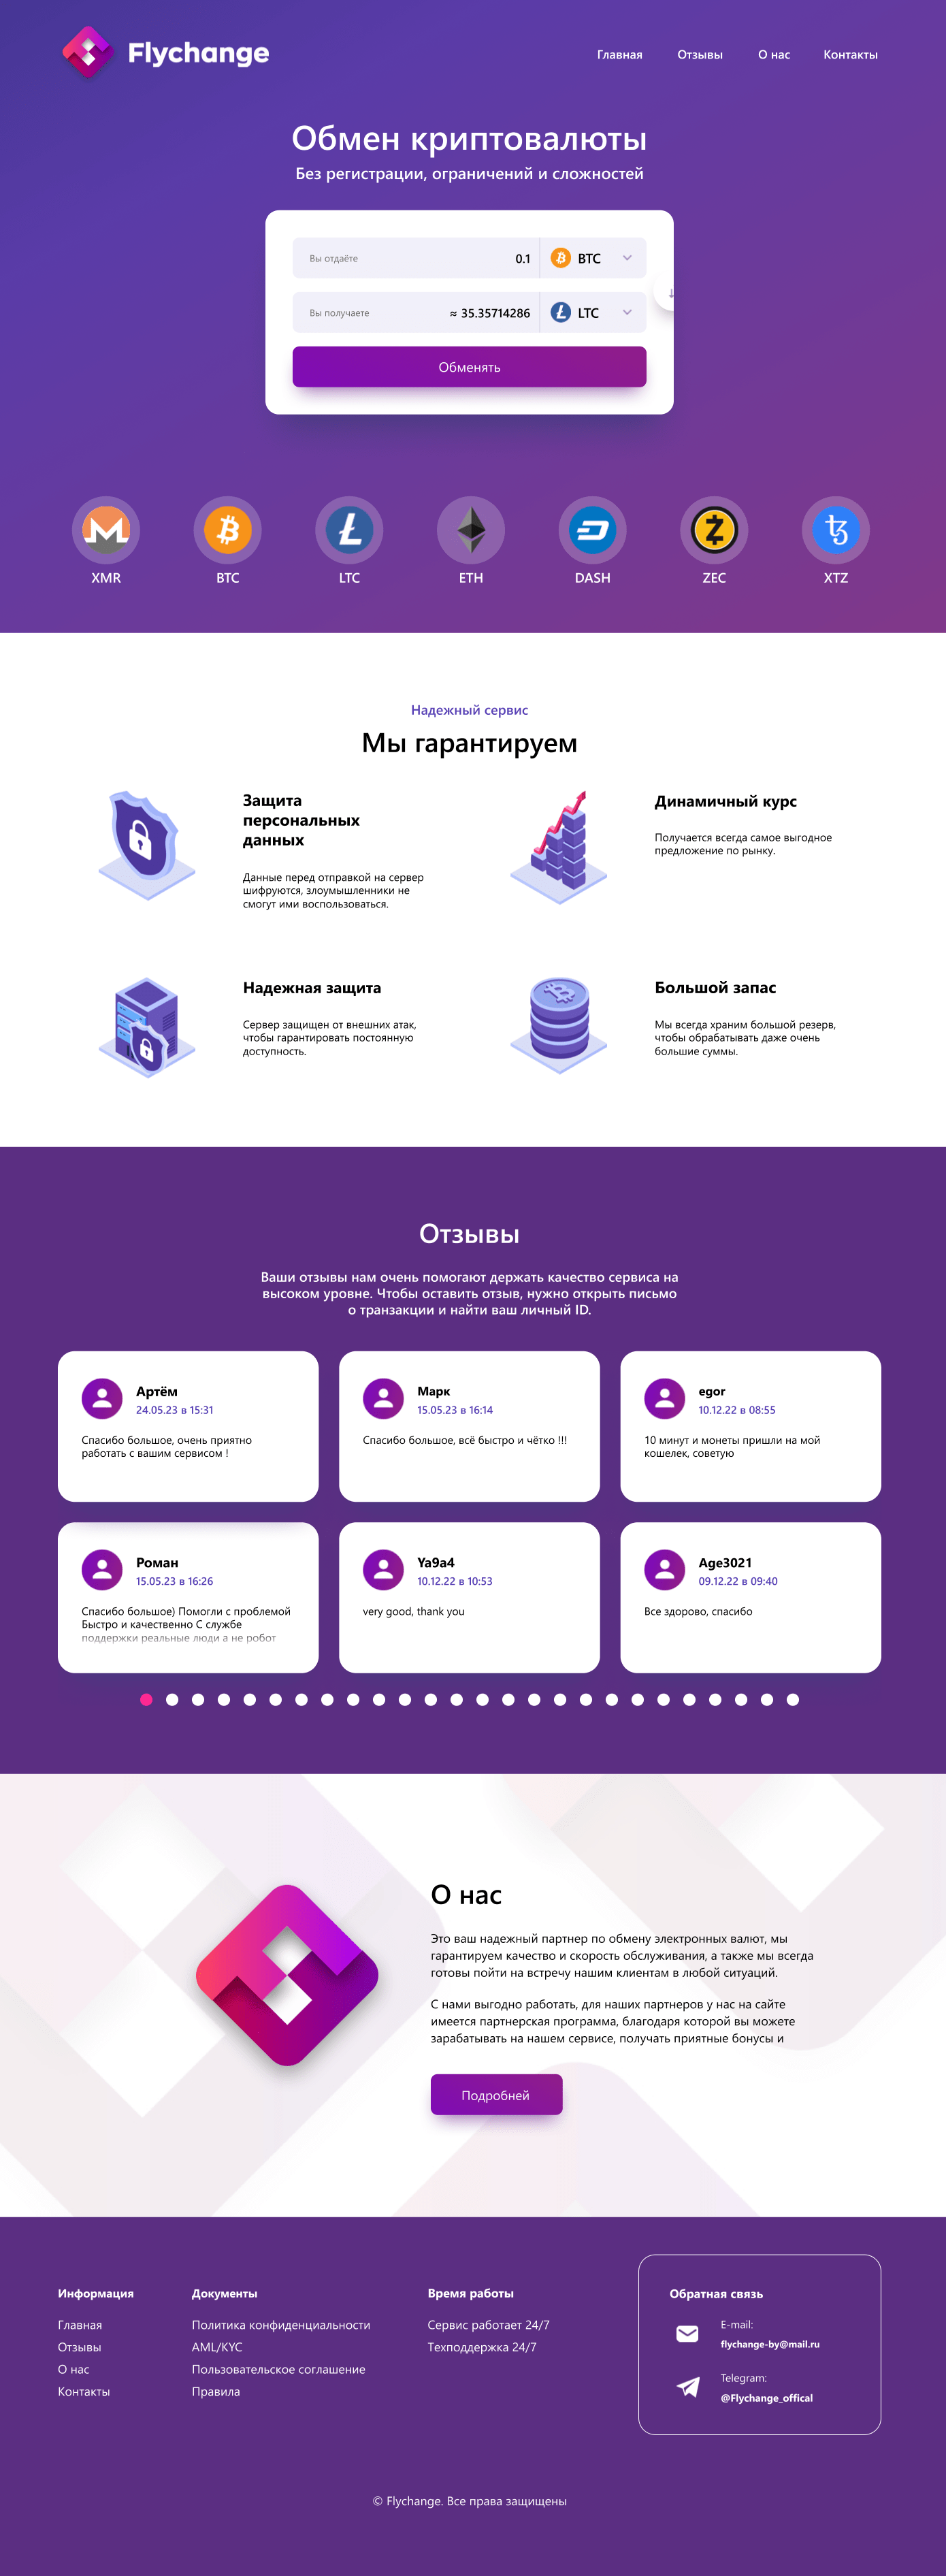 Flychange
Главная Отзывы О нас Контакты
Обмен криптовалюты
Без регистрации, ограничений и сложностей
Вы отдаёте 0.1 BTC
Вы получаете ≈ 35.35714286 LTC
Обменять
XMR BTC LTC ETH DASH ZEC XTZ
Надежный сервис
Мы гарантируем
Защита
персональных
данных
Данные перед отправкой на сервер
шифруются, злоумышленники не
смогут ими воспользоваться.
Динамичный курс
Получается всегда самое выгодное
предложение по рынку.
Надежная защита
Сервер защищен от внешних атак,
чтобы гарантировать постоянную
доступность.
Большой запас
Мы всегда храним большой резерв,
чтобы обрабатывать даже очень
большие суммы.
Отзывы
Ваши отзывы нам очень помогают держать качество сервиса на
высоком уровне. Чтобы оставить отзыв, нужно открыть письмо
о транзакции и найти ваш личный ID.
Артём
24.05.23 в 15:31
Спасибо большое, очень приятно
работать с вашим сервисом !
Марк
15.05.23 в 16:14
Спасибо большое, всё быстро и чётко !!!
egor
10.12.22 в 08:55
10 минут и монеты пришли на мой
кошелек, советую
Роман
15.05.23 в 16:26
Спасибо большое) Помогли с проблемой
Быстро и качественно С службе
поддержки реальные люди а не робот
Ya9a4
10.12.22 в 10:53
very good, thank you
Age3021
09.12.22 в 09:40
Все здорово, спасибо
О нас
Это ваш надежный партнер по обмену электронных валют, мы
гарантируем качество и скорость обслуживания, а также мы всегда
готовы пойти на встречу нашим клиентам в любой ситуаций.
С нами выгодно работать, для наших партнеров у нас на сайте
имеется партнерская программа, благодаря которой вы можете
зарабатывать на нашем сервисе, получать приятные бонусы и
Подробней
Информация
Главная
Отзывы
О нас
Контакты
Документы
Политика конфиденциальности
AML/KYC
Пользовательское соглашение
Правила
Время работы
Сервис работает 24/7
Техподдержка 24/7
Обратная связь
E-mail:
flychange-by@mail.ru
Telegram:
@Flychange_offical
© Flychange. Все права защищены